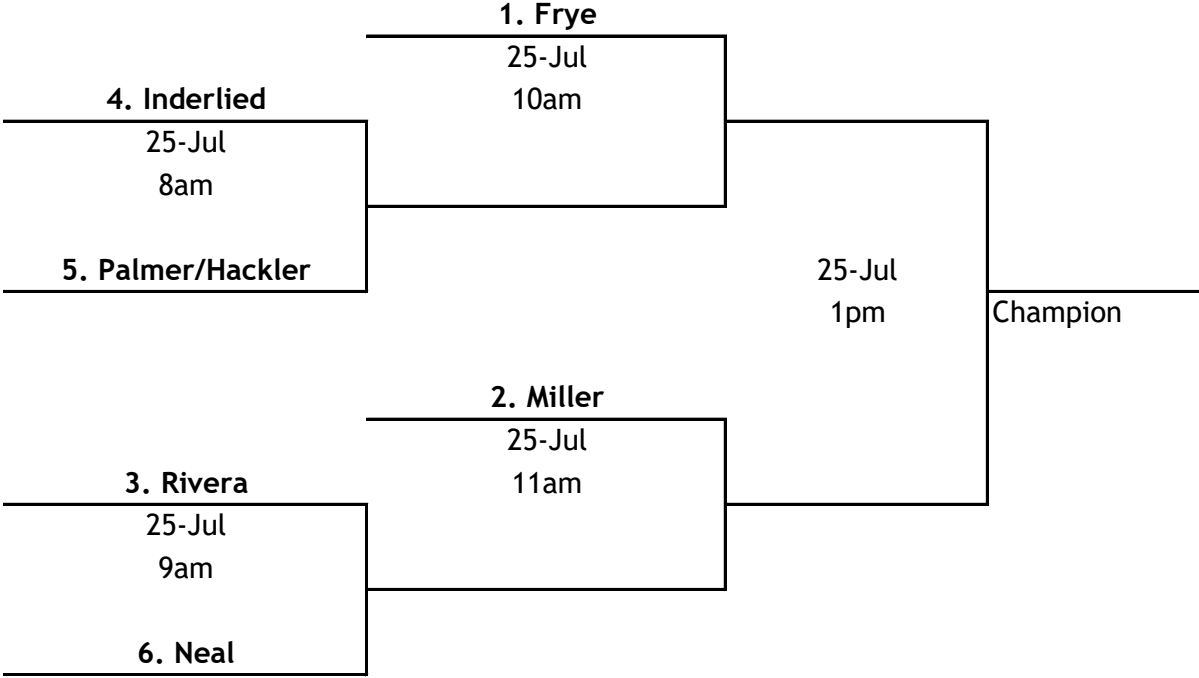 1. Frye
25-Jul
10am
4. Inderlied
25-Jul
8am
5. Palmer/Hackler
25-Jul
1pm
Champion
2. Miller
25-Jul
11am
3. Rivera
25-Jul
9am
6. Neal